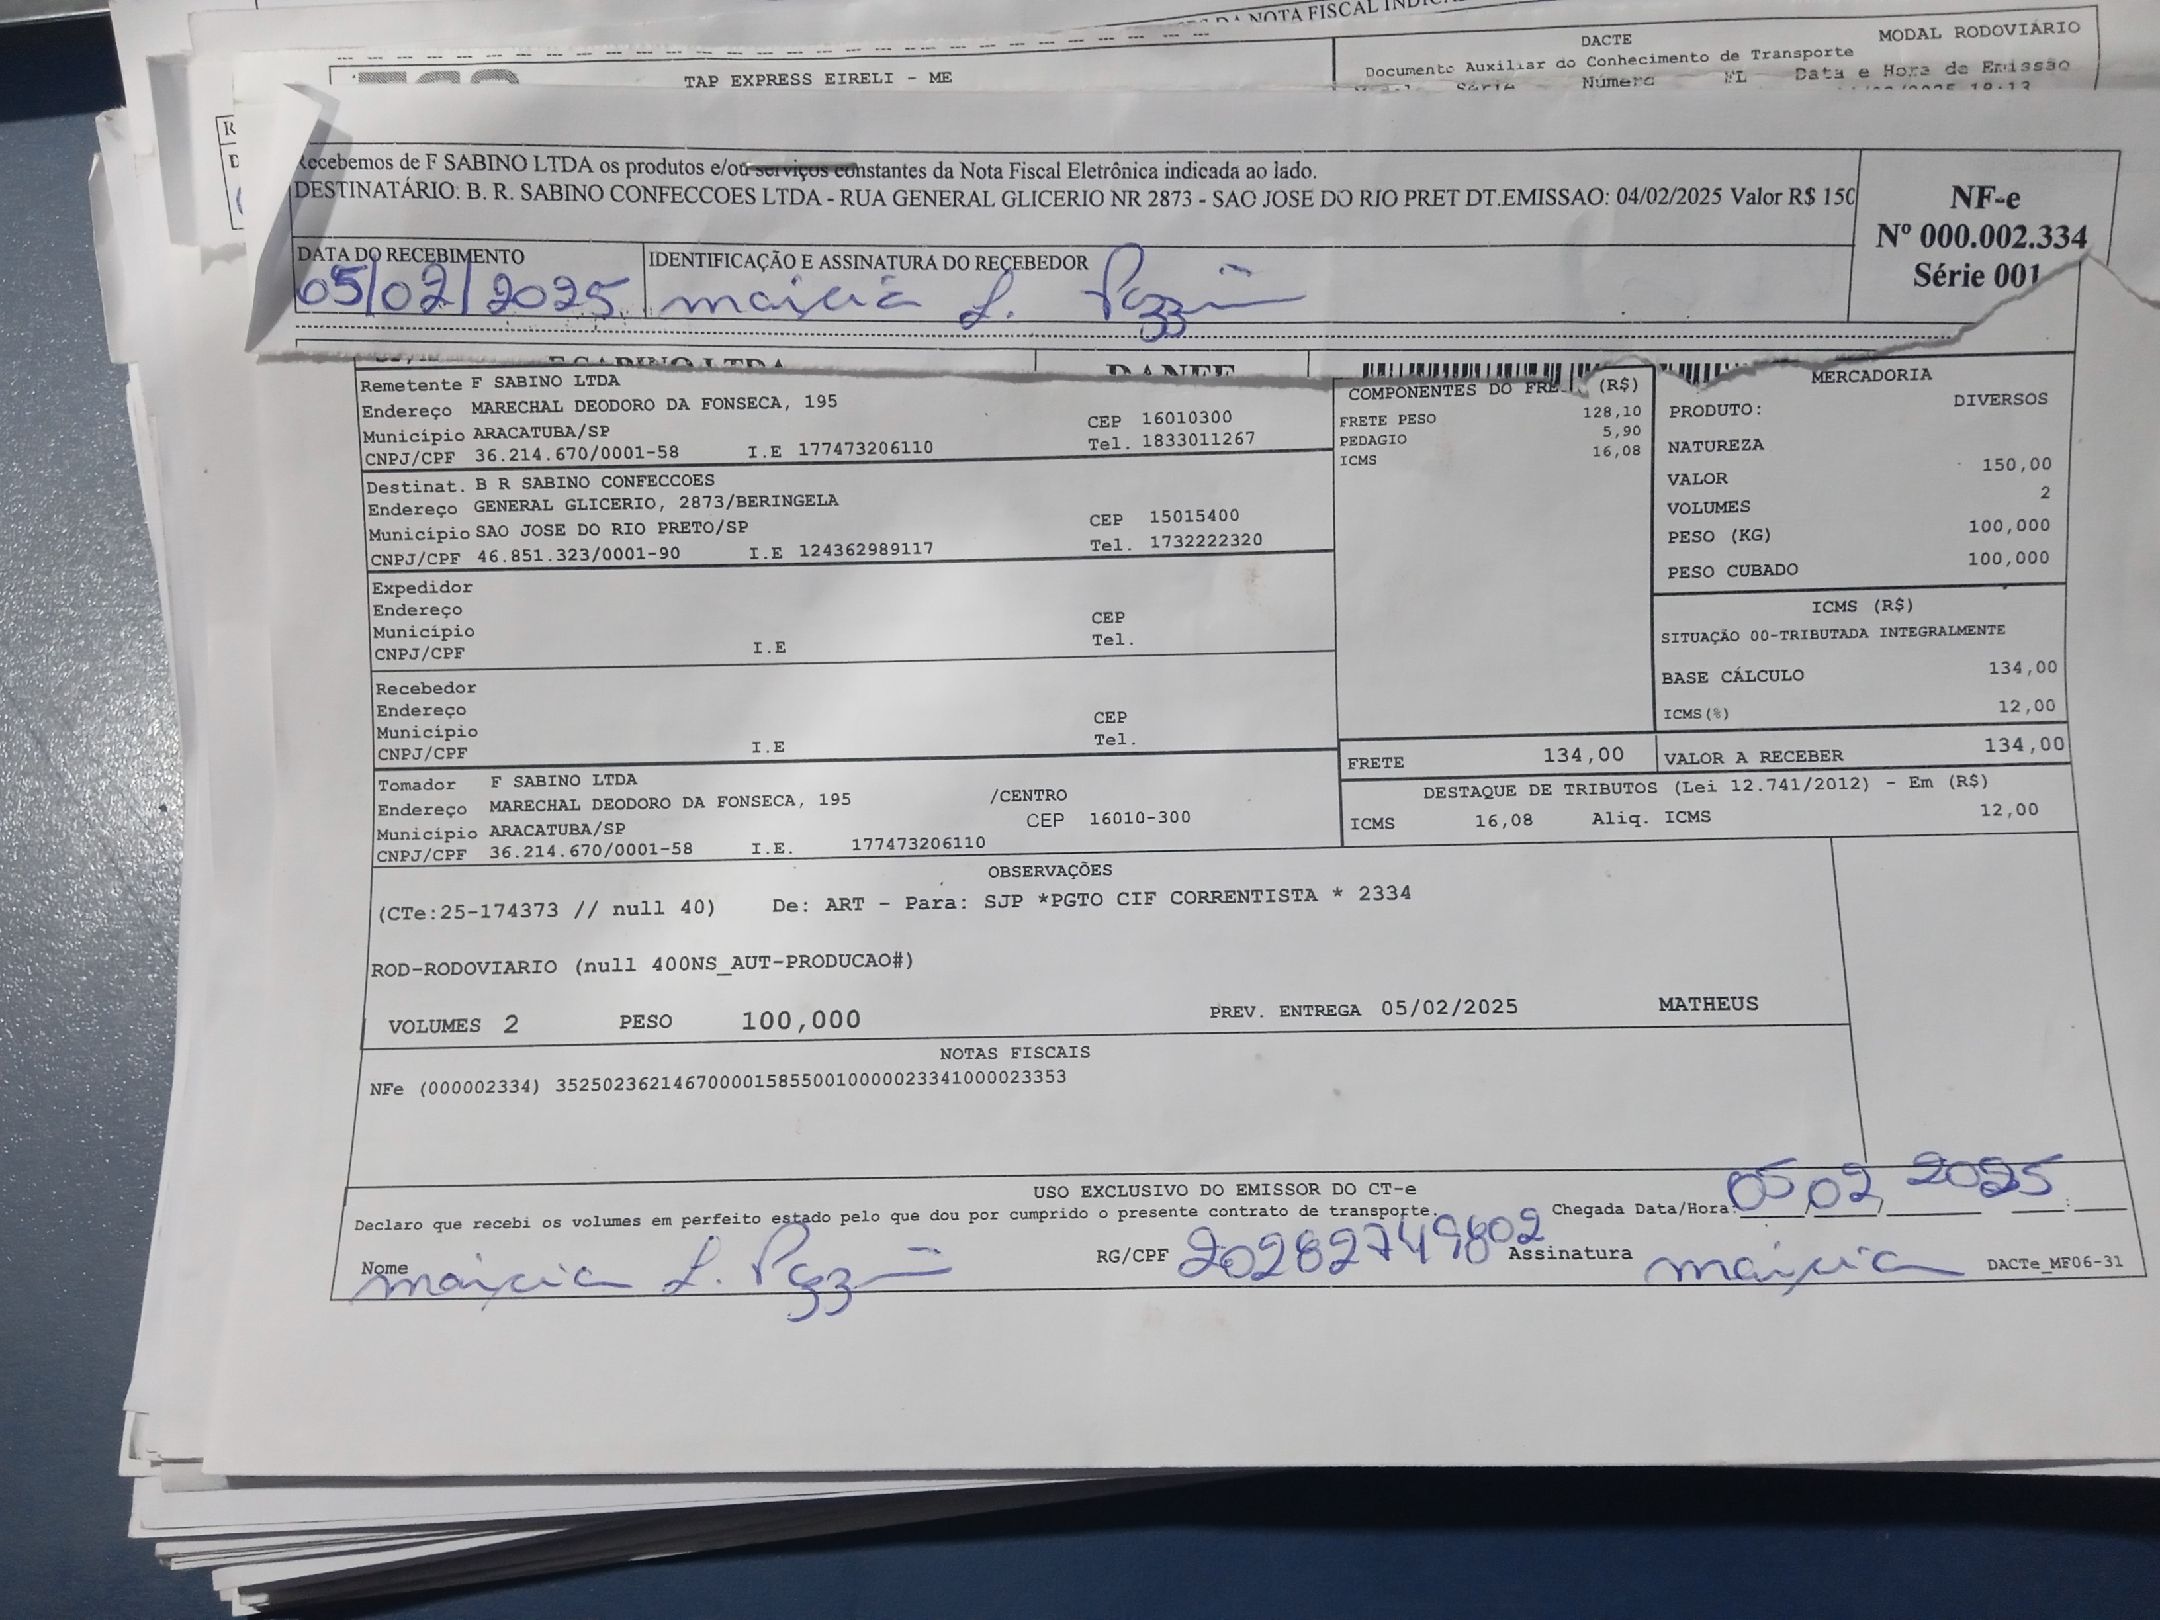 DA NOTA FISCAL
DACTE MODAL RODOVIÁRIO
Documento Auxiliar do Conhecimento de Transporte
TAP EXPRESS EIRELI - ME
Série Número FL Data e Hora de Emissão
Recebemos de F SABINO LTDA os produtos e/ou serviços constantes da Nota Fiscal Eletrônica indicada ao lado.
DESTINATÁRIO: B. R. SABINO CONFECCOES LTDA - RUA GENERAL GLICERIO NR 2873 - SAO JOSE DO RIO PRET DT.EMISSAO: 04/02/2025 Valor R$ 150
NF-e
Nº 000.002.334
Série 001
DATA DO RECEBIMENTO IDENTIFICAÇÃO E ASSINATURA DO RECEBEDOR
05/02/2025 marcia L.
F SABINO LTDA DANFE
Remetente F SABINO LTDA
Endereço MARECHAL DEODORO DA FONSECA, 195 CEP 16010300
Município ARACATUBA/SP Tel. 1833011267
CNPJ/CPF 36.214.670/0001-58 I.E 177473206110
Destinat. B R SABINO CONFECCOES
Endereço GENERAL GLICERIO, 2873/BERINGELA CEP 15015400
Município SAO JOSE DO RIO PRETO/SP Tel. 1732222320
CNPJ/CPF 46.851.323/0001-90 I.E 124362989117
Expedidor
Endereço CEP
Município Tel.
CNPJ/CPF I.E
Recebedor
Endereço CEP
Município Tel.
CNPJ/CPF I.E
Tomador F SABINO LTDA
Endereço MARECHAL DEODORO DA FONSECA, 195 /CENTRO
Município ARACATUBA/SP CEP 16010-300
CNPJ/CPF 36.214.670/0001-58 I.E. 177473206110
COMPONENTES DO FRE (R$)
FRETE PESO 128,10
PEDAGIO 5,90
ICMS 16,08
MERCADORIA
PRODUTO: DIVERSOS
NATUREZA
VALOR 150,00
VOLUMES 2
PESO (KG) 100,000
PESO CUBADO 100,000
ICMS (R$)
SITUAÇÃO 00-TRIBUTADA INTEGRALMENTE
BASE CÁLCULO 134,00
ICMS(%) 12,00
FRETE 134,00 VALOR A RECEBER 134,00
DESTAQUE DE TRIBUTOS (Lei 12.741/2012) - Em (R$)
ICMS 16,08 Aliq. ICMS 12,00
OBSERVAÇÕES
(CTe:25-174373 // null 40) De: ART - Para: SJP *PGTO CIF CORRENTISTA * 2334
ROD-RODOVIARIO (null 400NS_AUT-PRODUCAO#)
VOLUMES 2 PESO 100,000 PREV. ENTREGA 05/02/2025 MATHEUS
NOTAS FISCAIS
NFe (000002334) 35250236214670000158550010000023341000023353
USO EXCLUSIVO DO EMISSOR DO CT-e
Declaro que recebi os volumes em perfeito estado pelo que dou por cumprido o presente contrato de transporte. Chegada Data/Hora: 05/02/2025 :
Nome marcia L. RG/CPF 20282749802 Assinatura marcia DACTe_MF06-31